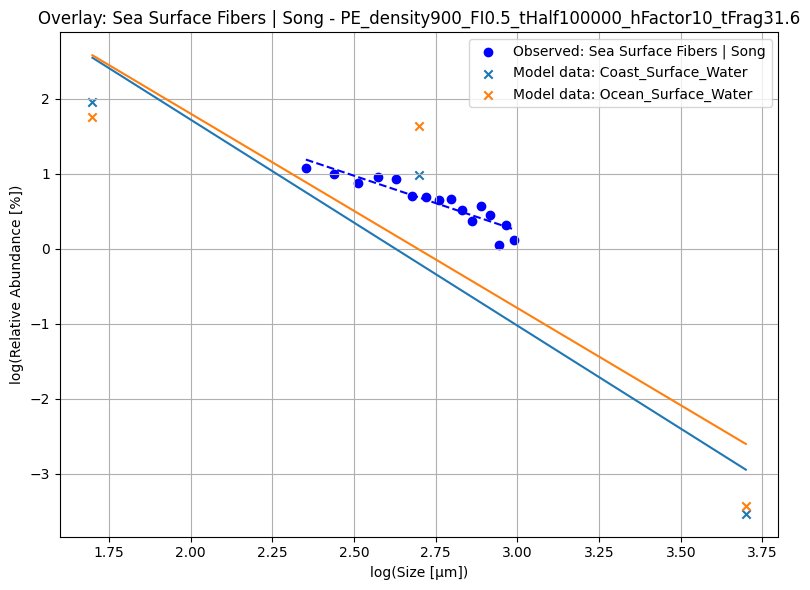 Overlay: Sea Surface Fibers | Song - PE_density900_FI0.5_tHalf100000_hFactor10_tFrag31.6
Observed: Sea Surface Fibers | Song
Model data: Coast_Surface_Water
Model data: Ocean_Surface_Water
log(Relative Abundance [%])
2
1
0
−1
−2
−3
1.75 2.00 2.25 2.50 2.75 3.00 3.25 3.50 3.75
log(Size [μm])